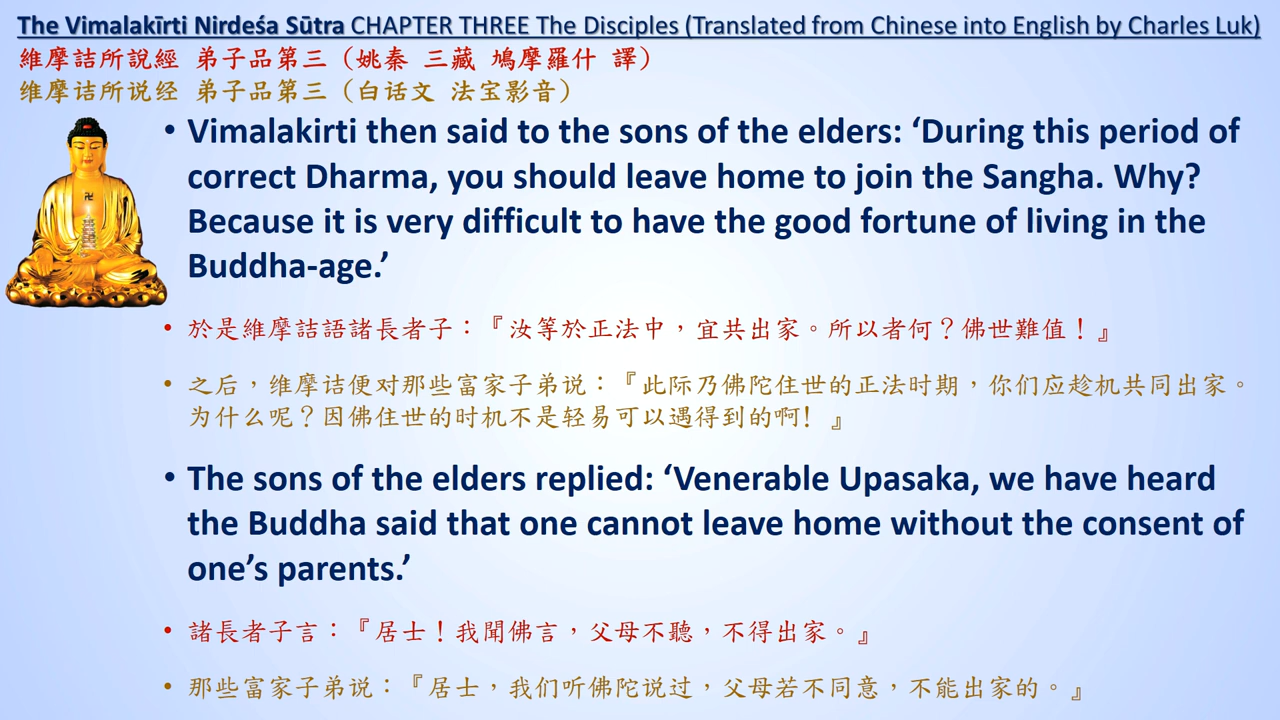 The Vimalakīrti Nirdeśa Sūtra CHAPTER THREE The Disciples (Translated from Chinese into English by Charles Luk)
維摩詰所說經 弟子品第三（姚秦 三藏 鳩摩羅什 譯）
维摩诘所说经 弟子品第三（白话文 法宝影音）
• Vimalakirti then said to the sons of the elders: ‘During this period of
correct Dharma, you should leave home to join the Sangha. Why?
Because it is very difficult to have the good fortune of living in the
Buddha-age.’
• 於是維摩詰語諸長者子：『汝等於正法中，宜共出家。所以者何？佛世難值！』
• 之后，维摩诘便对那些富家子弟说：『此际乃佛陀住世的正法时期，你们应趁机共同出家。
为什么呢？因佛住世的时机不是轻易可以遇得到的啊！』
• The sons of the elders replied: ‘Venerable Upasaka, we have heard
the Buddha said that one cannot leave home without the consent of
one’s parents.’
• 諸長者子言：『居士！我聞佛言，父母不聽，不得出家。』
• 那些富家子弟说：『居士，我们听佛陀说过，父母若不同意，不能出家的。』